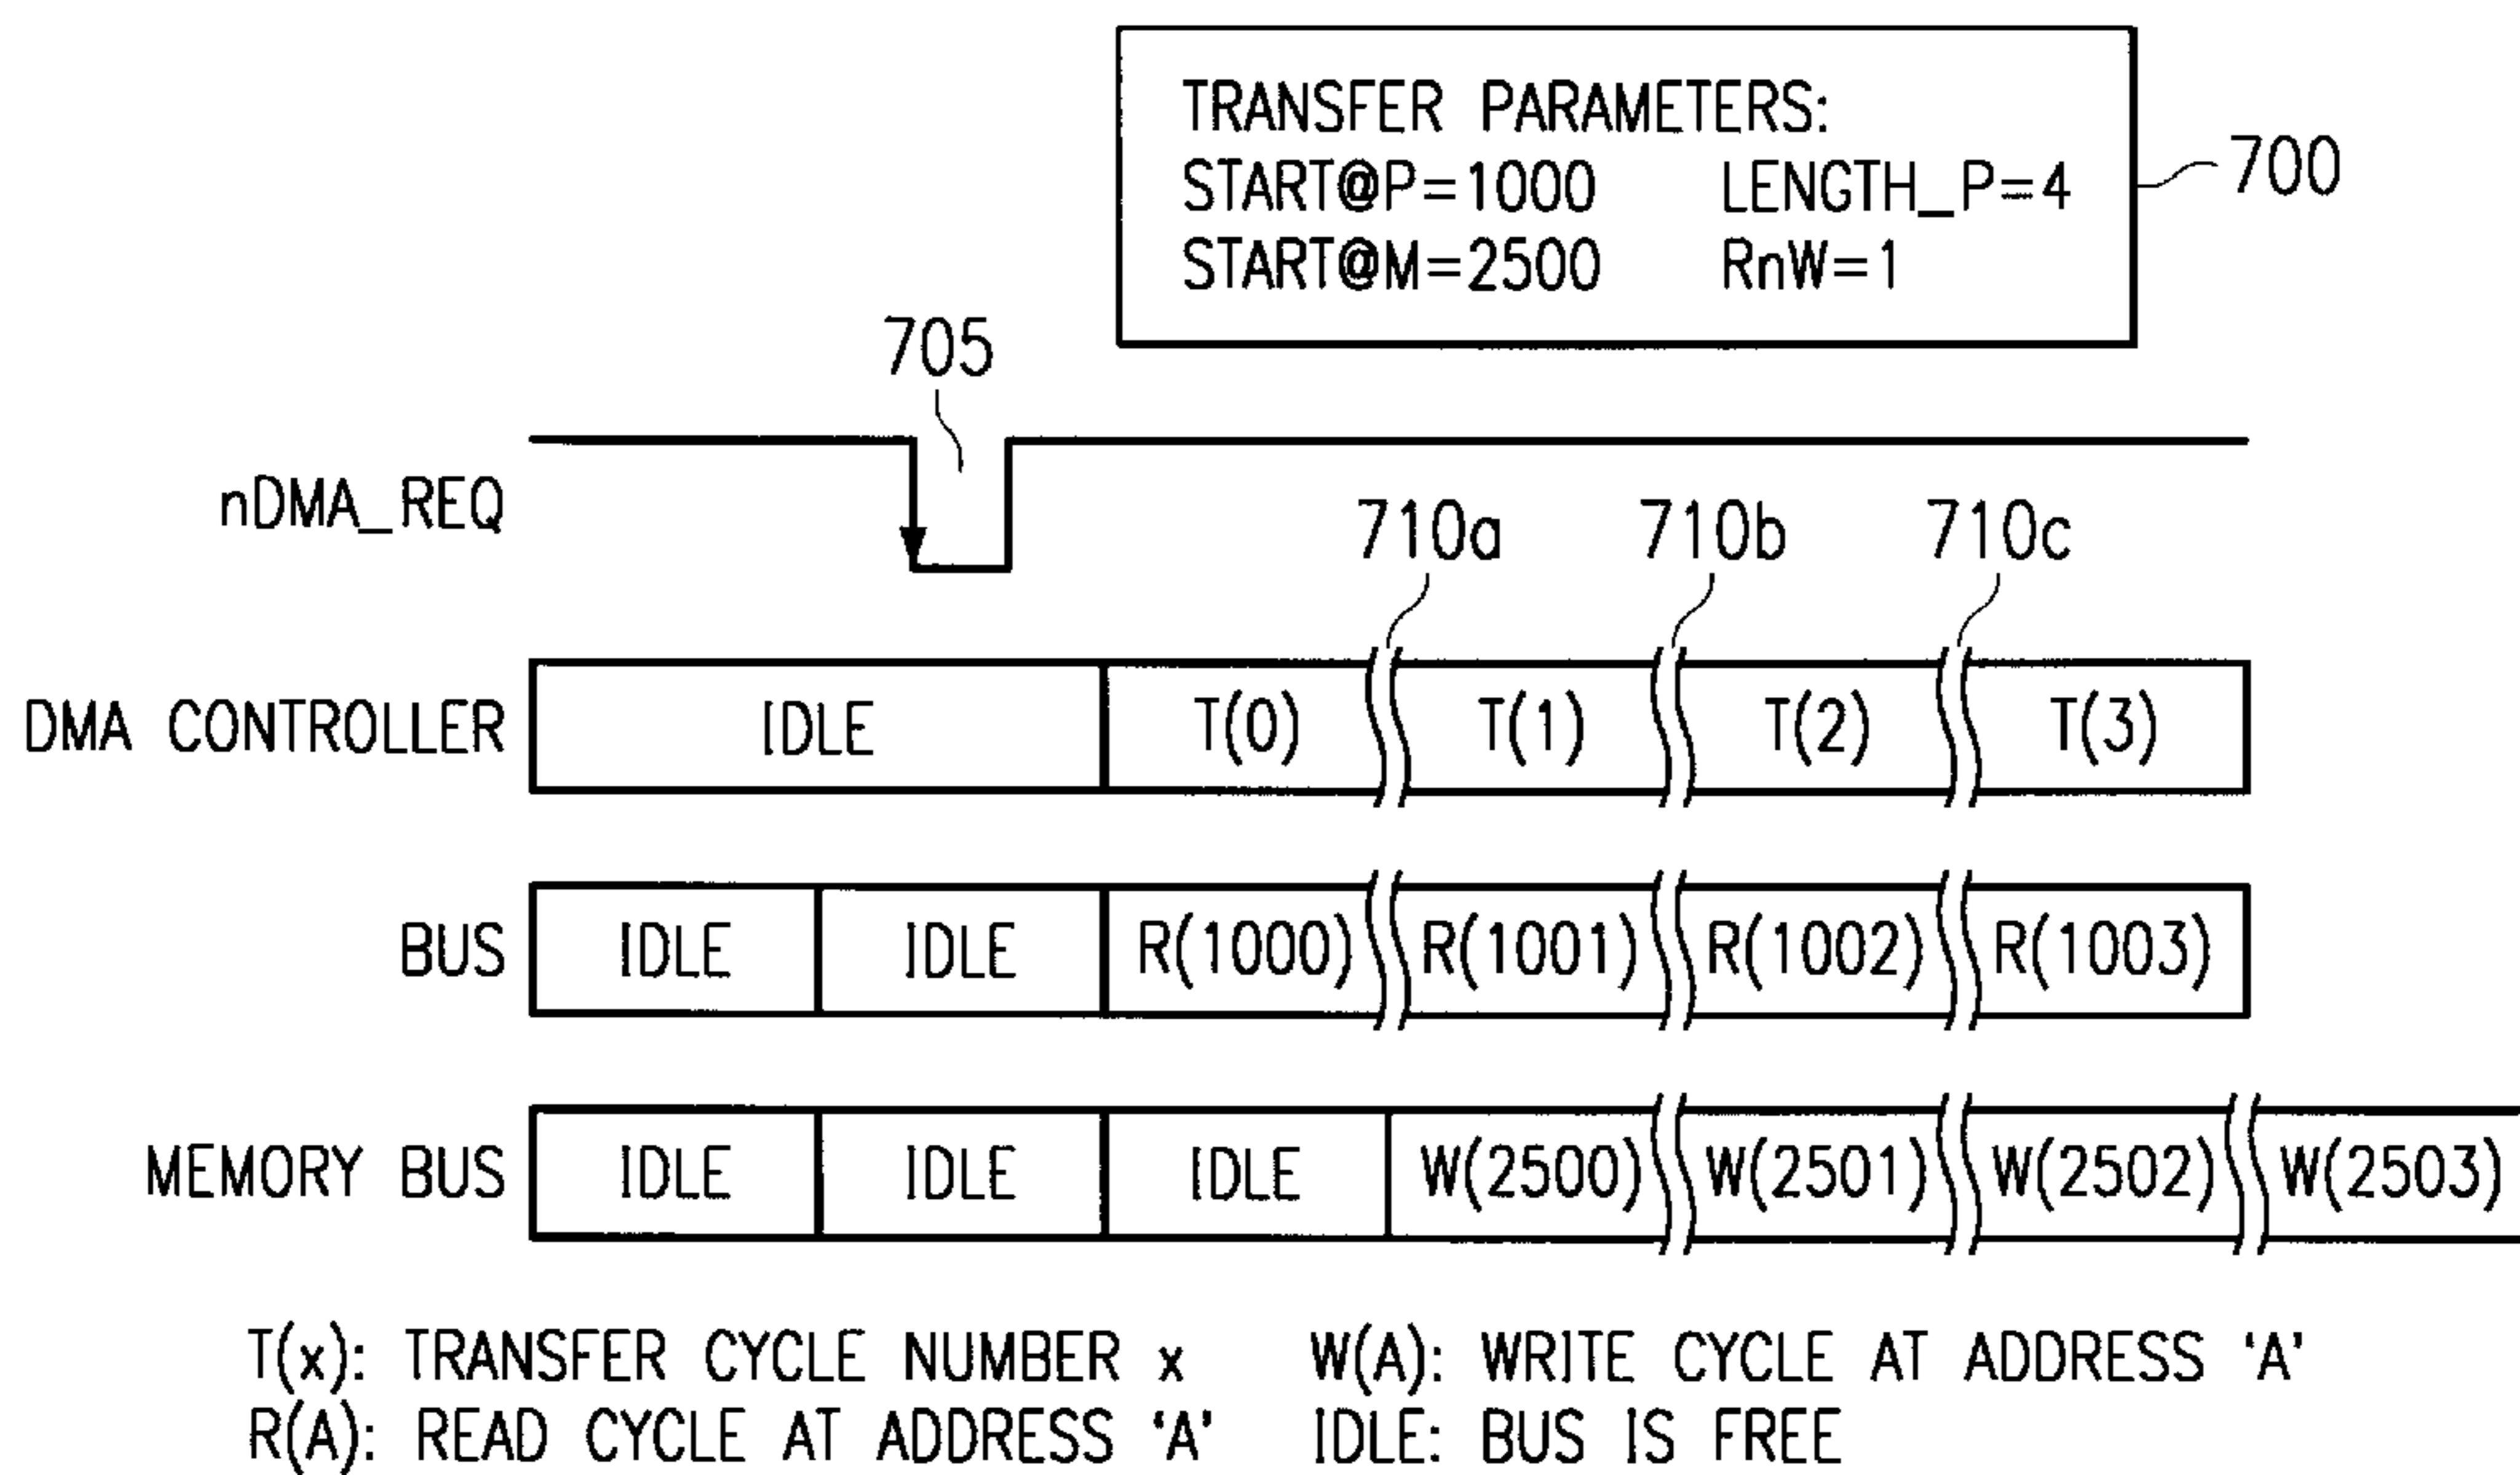 TRANSFER PARAMETERS:
START@P=1000 LENGTH_P=4
START@M=2500 RnW=1
700
705
nDMA_REQ
710a 710b 710c
DMA CONTROLLER IDLE T(0) T(1) T(2) T(3)
BUS IDLE IDLE R(1000) R(1001) R(1002) R(1003)
MEMORY BUS IDLE IDLE IDLE W(2500) W(2501) W(2502) W(2503)
T(x): TRANSFER CYCLE NUMBER x W(A): WRITE CYCLE AT ADDRESS 'A'
R(A): READ CYCLE AT ADDRESS 'A' IDLE: BUS IS FREE